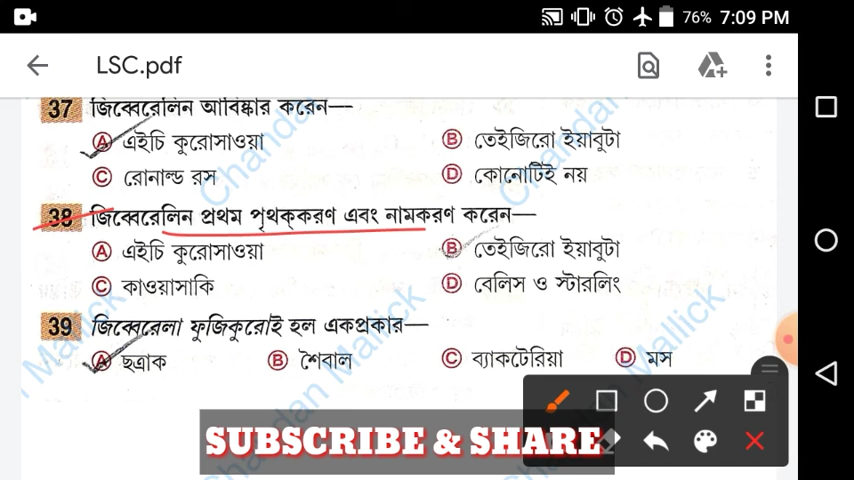 76% 7:09 PM
LSC.pdf
37 জিব্বেরেলিন আবিষ্কার করেন—
A এইচি কুরোসাওয়া B তেইজিরো ইয়াবুটা
C রোনাল্ড রস D কোনোটিই নয়
38 জিব্বেরেলিন প্রথম পৃথক্‌করণ এবং নামকরণ করেন—
A এইচি কুরোসাওয়া B তেইজিরো ইয়াবুটা
C কাওয়াসাকি D বেলিস ও স্টারলিং
39 জিব্বেরেলা ফুজিকুরোই হল একপ্রকার—
A ছত্রাক B শৈবাল C ব্যাকটেরিয়া D মস
SUBSCRIBE & SHARE